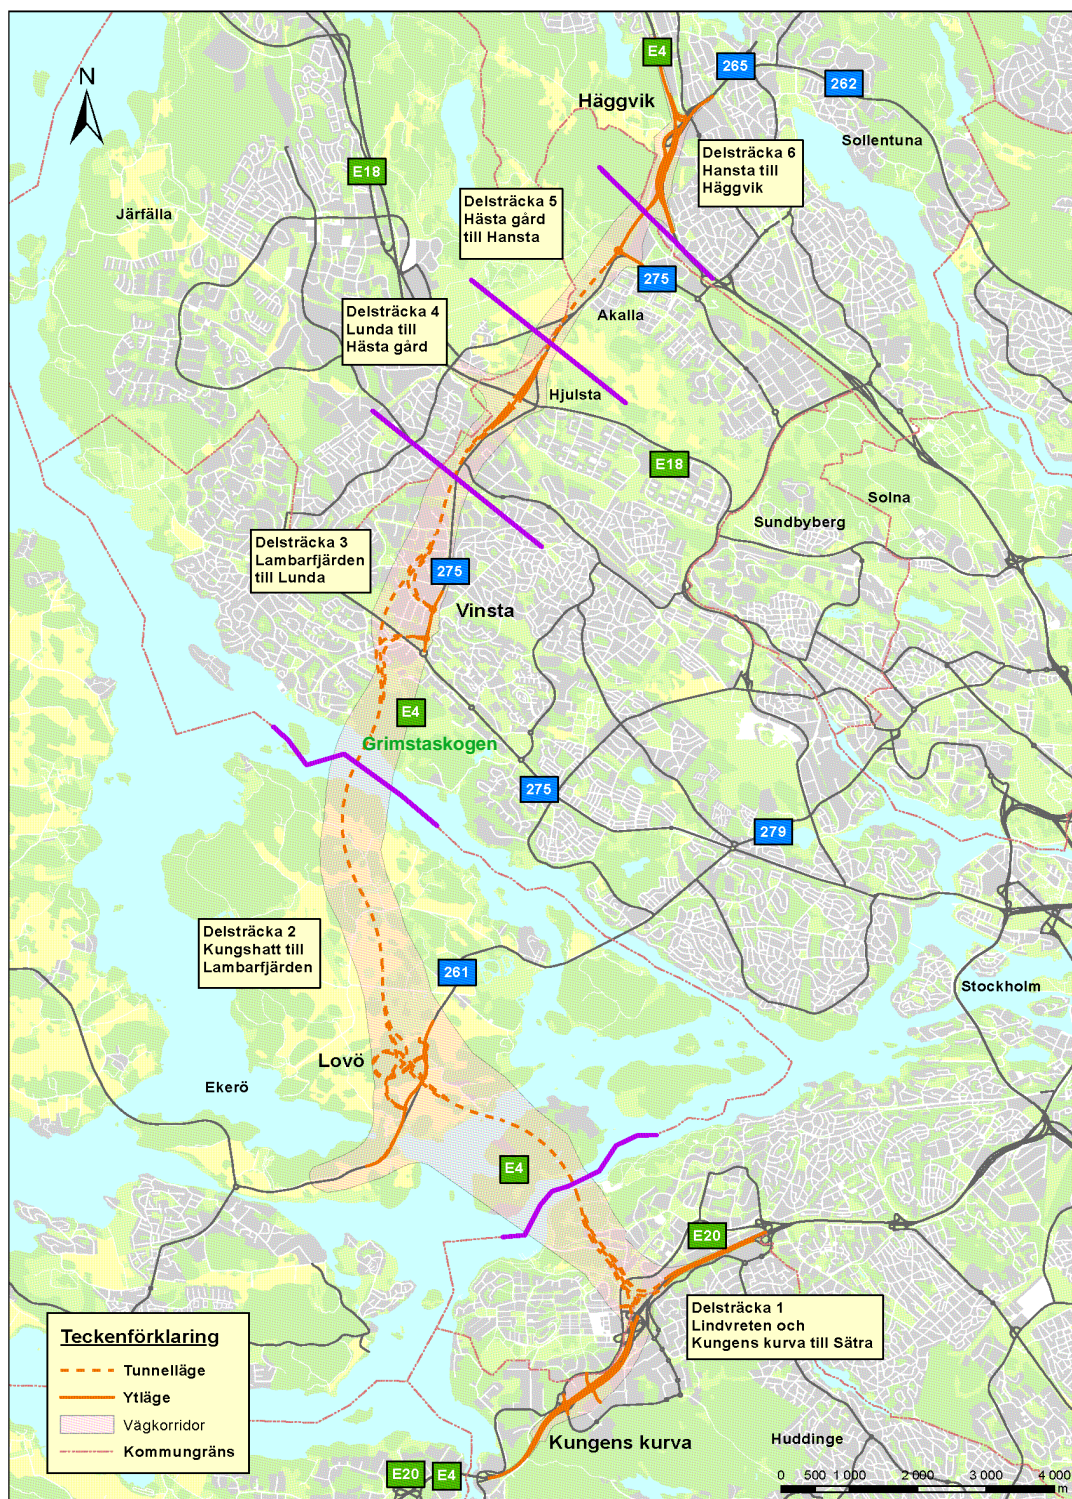 E4
265
262
N
Häggvik
Sollentuna
Delsträcka 6
Hansta till
Häggvik
E18
Delsträcka 5
Hästa gård
till Hansta
Järfälla
275
Delsträcka 4
Lunda till
Hästa gård
Akalla
Hjulsta
E18
Solna
Sundbyberg
Delsträcka 3
Lambarfjärden
till Lunda
275
Vinsta
E4
Grimstaskogen
275
279
Delsträcka 2
Kungshatt till
Lambarfjärden
261
Stockholm
Lovö
Ekerö
E4
E20
Delsträcka 1
Lindvreten och
Kungens kurva till Sätra
Teckenförklaring
Tunnelläge
Ytläge
Vägkorridor
Kommungräns
Kungens kurva
Huddinge
E20
E4
0 500 1 000 2 000 3 000 4 000
m